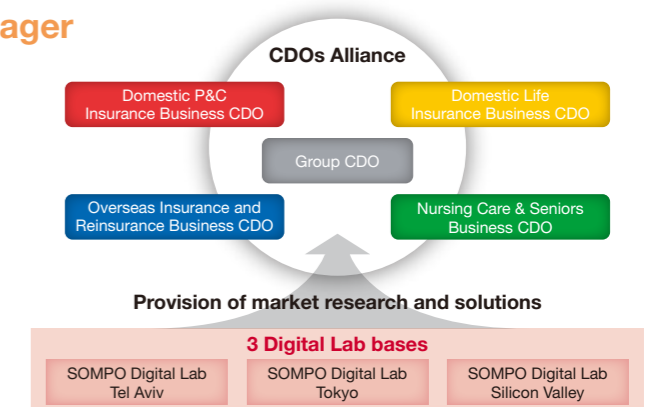 ager
CDOs Alliance
Domestic P&C
Insurance Business CDO
Domestic Life
Insurance Business CDO
Group CDO
Overseas Insurance and
Reinsurance Business CDO
Nursing Care & Seniors
Business CDO
Provision of market research and solutions
3 Digital Lab bases
SOMPO Digital Lab
Tel Aviv
SOMPO Digital Lab
Tokyo
SOMPO Digital Lab
Silicon Valley